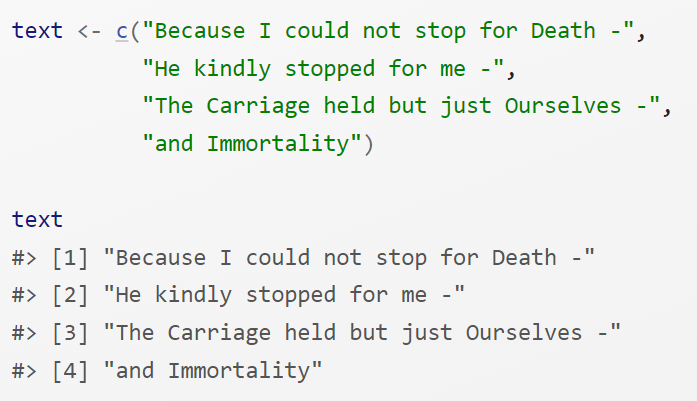 text <- c("Because I could not stop for Death -",
"He kindly stopped for me -",
"The Carriage held but just Ourselves -",
"and Immortality")
text
#> [1] "Because I could not stop for Death -"
#> [2] "He kindly stopped for me -"
#> [3] "The Carriage held but just Ourselves -"
#> [4] "and Immortality"